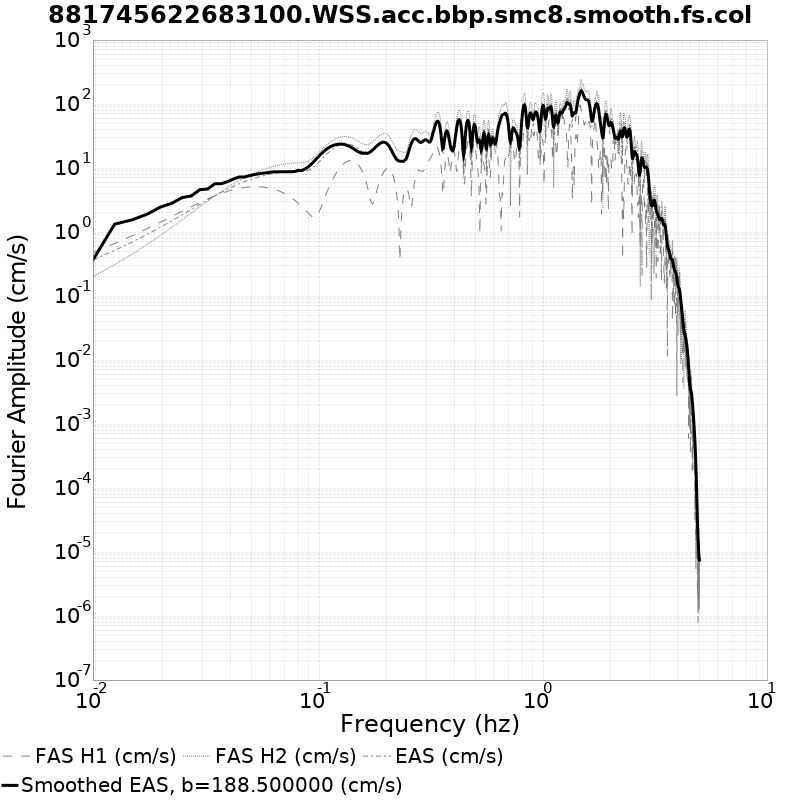 881745622683100.WSS.acc.bbp.smc8.smooth.fs.col
10^3
10^2
10^1
10^0
10^-1
10^-2
10^-3
10^-4
10^-5
10^-6
10^-7
Fourier Amplitude (cm/s)
10^-2 10^-1 10^0 10^1
Frequency (hz)
FAS H1 (cm/s) FAS H2 (cm/s) EAS (cm/s)
Smoothed EAS, b=188.500000 (cm/s)